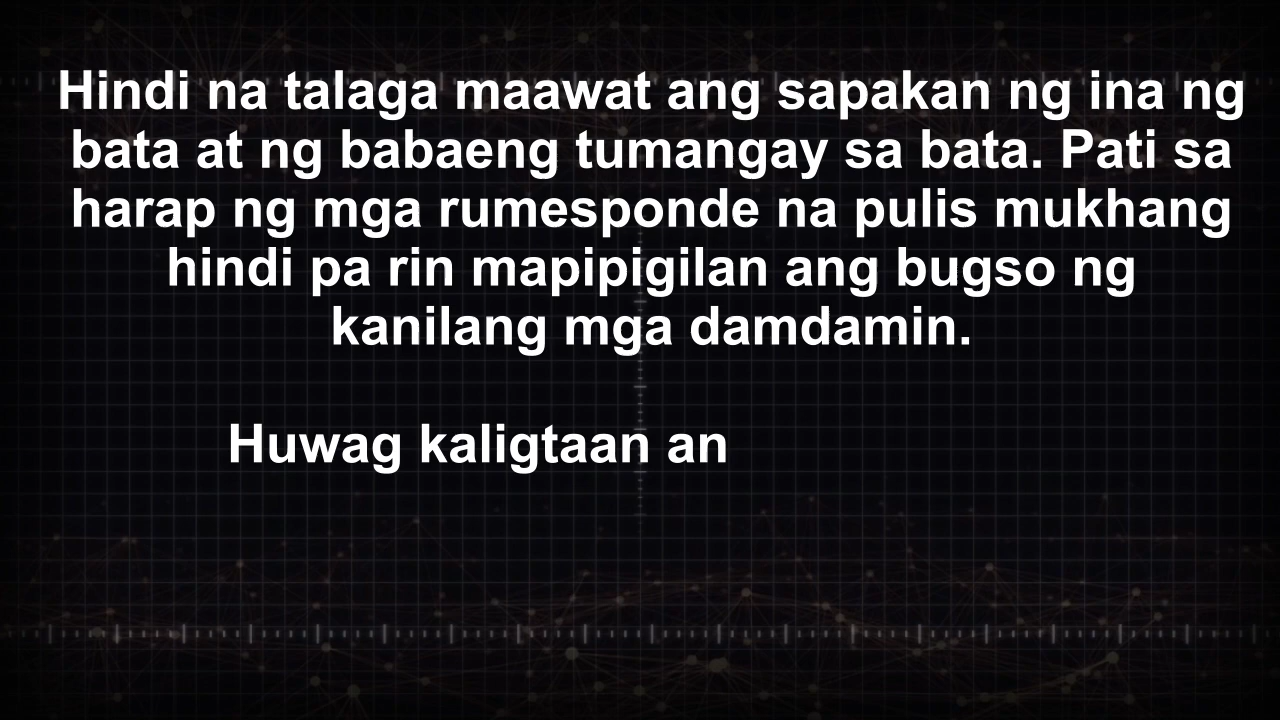 Hindi na talaga maawat ang sapakan ng ina ng
bata at ng babaeng tumangay sa bata. Pati sa
harap ng mga rumesponde na pulis mukhang
hindi pa rin mapipigilan ang bugso ng
kanilang mga damdamin.
Huwag kaligtaan an